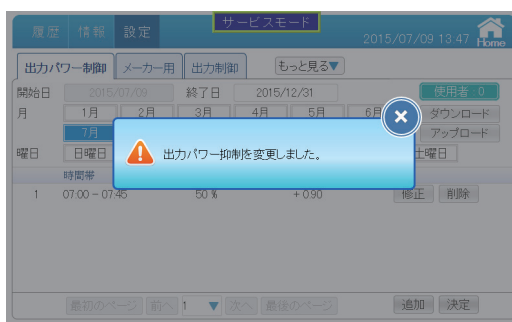 サービスモード
履歴 情報 設定 2015/07/09 13:47 Home
出力パワー制御 メーカー用 出力制御 もっと見る▼
開始日 2015/07/09 終了日 2015/12/31 使用者 : 0
月 1月 2月 3月 4月 5月 6月 ダウンロード
7月 アップロード
曜日 日曜日 土曜日
出力パワー抑制を変更しました。
時間帯
1 07:00 - 07:45 50 % + 0.90 修正 削除
最初のページ 前へ 1 ▼ 次へ 最後のページ 追加 決定